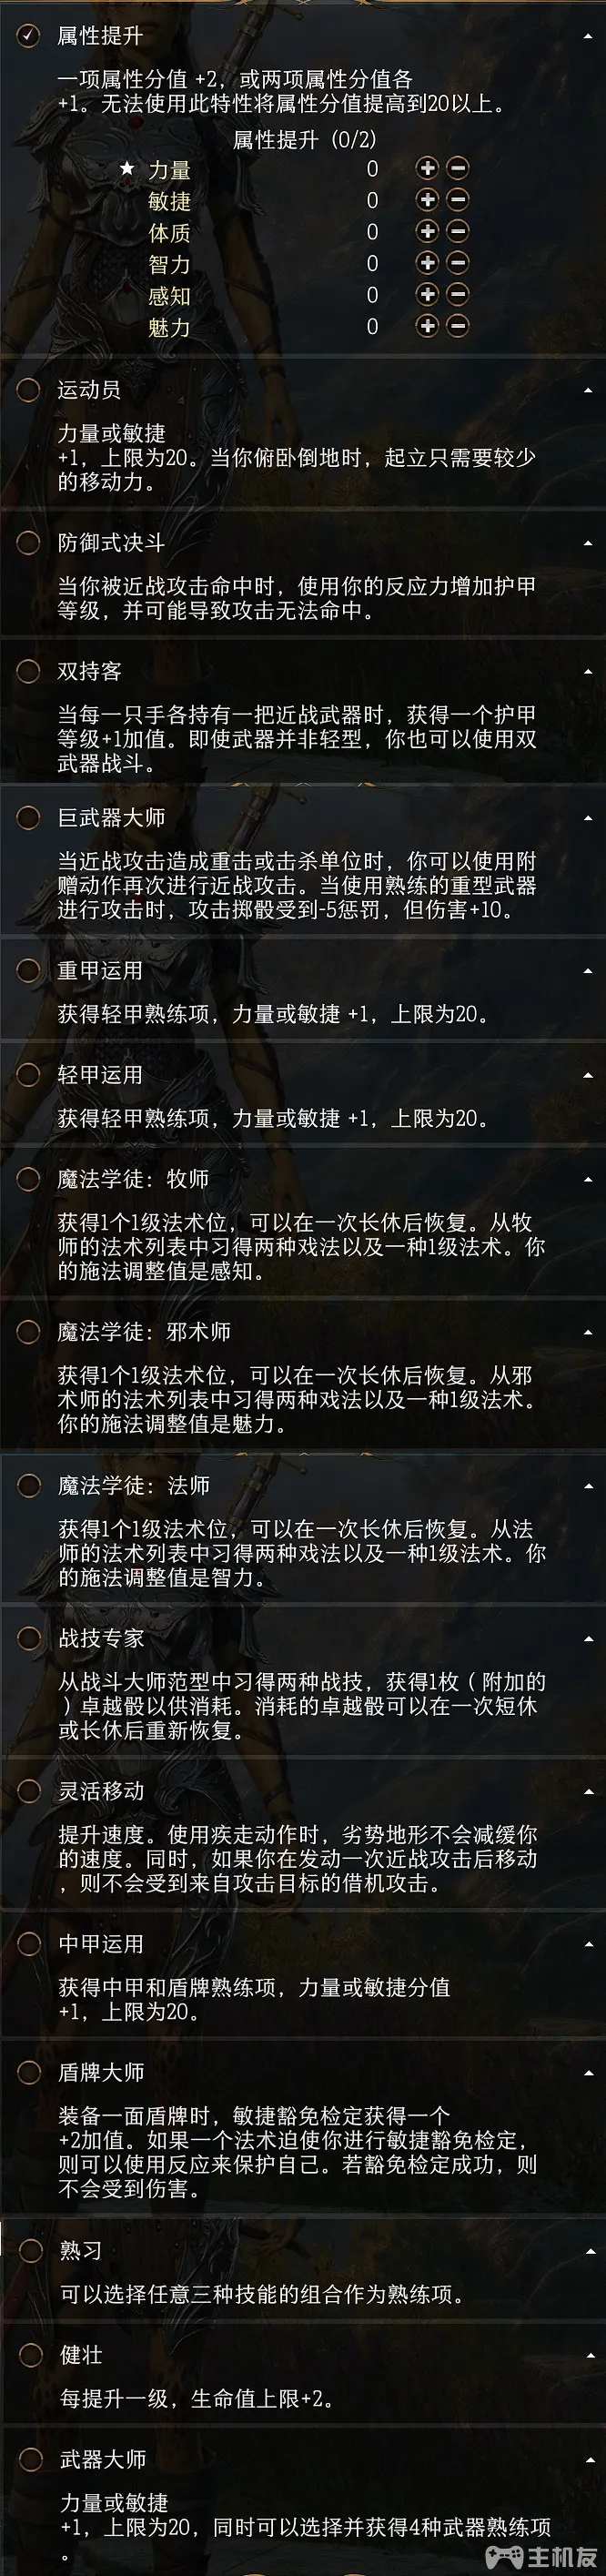 属性提升
一项属性分值 +2，或两项属性分值各
+1。无法使用此特性将属性分值提高到20以上。
属性提升 (0/2)
★ 力量 0
敏捷 0
体质 0
智力 0
感知 0
魅力 0
运动员
力量或敏捷
+1，上限为20。当你俯卧倒地时，起立只需要较少
的移动力。
防御式决斗
当你被近战攻击命中时，使用你的反应力增加护甲
等级，并可能导致攻击无法命中。
双持客
当每一只手各持有一把近战武器时，获得一个护甲
等级+1加值。即使武器并非轻型，你也可以使用双
武器战斗。
巨武器大师
当近战攻击造成重击或击杀单位时，你可以使用附
赠动作再次进行近战攻击。当使用熟练的重型武器
进行攻击时，攻击掷骰受到-5惩罚，但伤害+10。
重甲运用
获得轻甲熟练项，力量或敏捷 +1，上限为20。
轻甲运用
获得轻甲熟练项，力量或敏捷 +1，上限为20。
魔法学徒：牧师
获得1个1级法术位，可以在一次长休后恢复。从牧
师的法术列表中习得两种戏法以及一种1级法术。你
的施法调整值是感知。
魔法学徒：邪术师
获得1个1级法术位，可以在一次长休后恢复。从邪
术师的法术列表中习得两种戏法以及一种1级法术。
你的施法调整值是魅力。
魔法学徒：法师
获得1个1级法术位，可以在一次长休后恢复。从法
师的法术列表中习得两种戏法以及一种1级法术。你
的施法调整值是智力。
战技专家
从战斗大师范型中习得两种战技，获得1枚（附加的
）卓越骰以供消耗。消耗的卓越骰可以在一次短休
或长休后重新恢复。
灵活移动
提升速度。使用疾走动作时，劣势地形不会减缓你
的速度。同时，如果你在发动一次近战攻击后移动
，则不会受到来自攻击目标的借机攻击。
中甲运用
获得中甲和盾牌熟练项，力量或敏捷分值
+1，上限为20。
盾牌大师
装备一面盾牌时，敏捷豁免检定获得一个
+2加值。如果一个法术迫使你进行敏捷豁免检定，
则可以使用反应来保护自己。若豁免检定成功，则
不会受到伤害。
熟习
可以选择任意三种技能的组合作为熟练项。
健壮
每提升一级，生命值上限+2。
武器大师
力量或敏捷
+1，上限为20，同时可以选择并获得4种武器熟练项
。
主机友